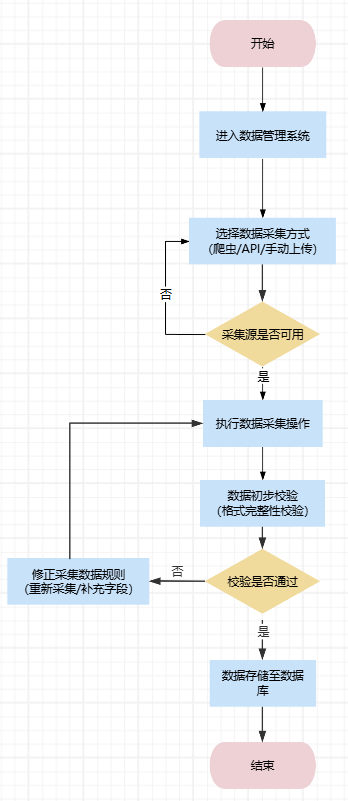 开始
进入数据管理系统
选择数据采集方式
（爬虫/API/手动上传）
否
采集源是否可用
是
执行数据采集操作
数据初步校验
（格式完整性校验）
修正采集数据规则
（重新采集/补充字段）
否
校验是否通过
是
数据存储至数据
库
结束